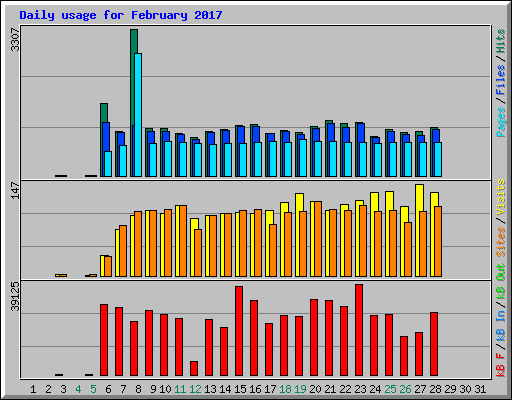 Daily usage for February 2017
3307
Pages / Files / Hits
147
Sites / Visits
39125
kB F / kB In / kB Out
1 2 3 4 5 6 7 8 9 10 11 12 13 14 15 16 17 18 19 20 21 22 23 24 25 26 27 28 29 30 31